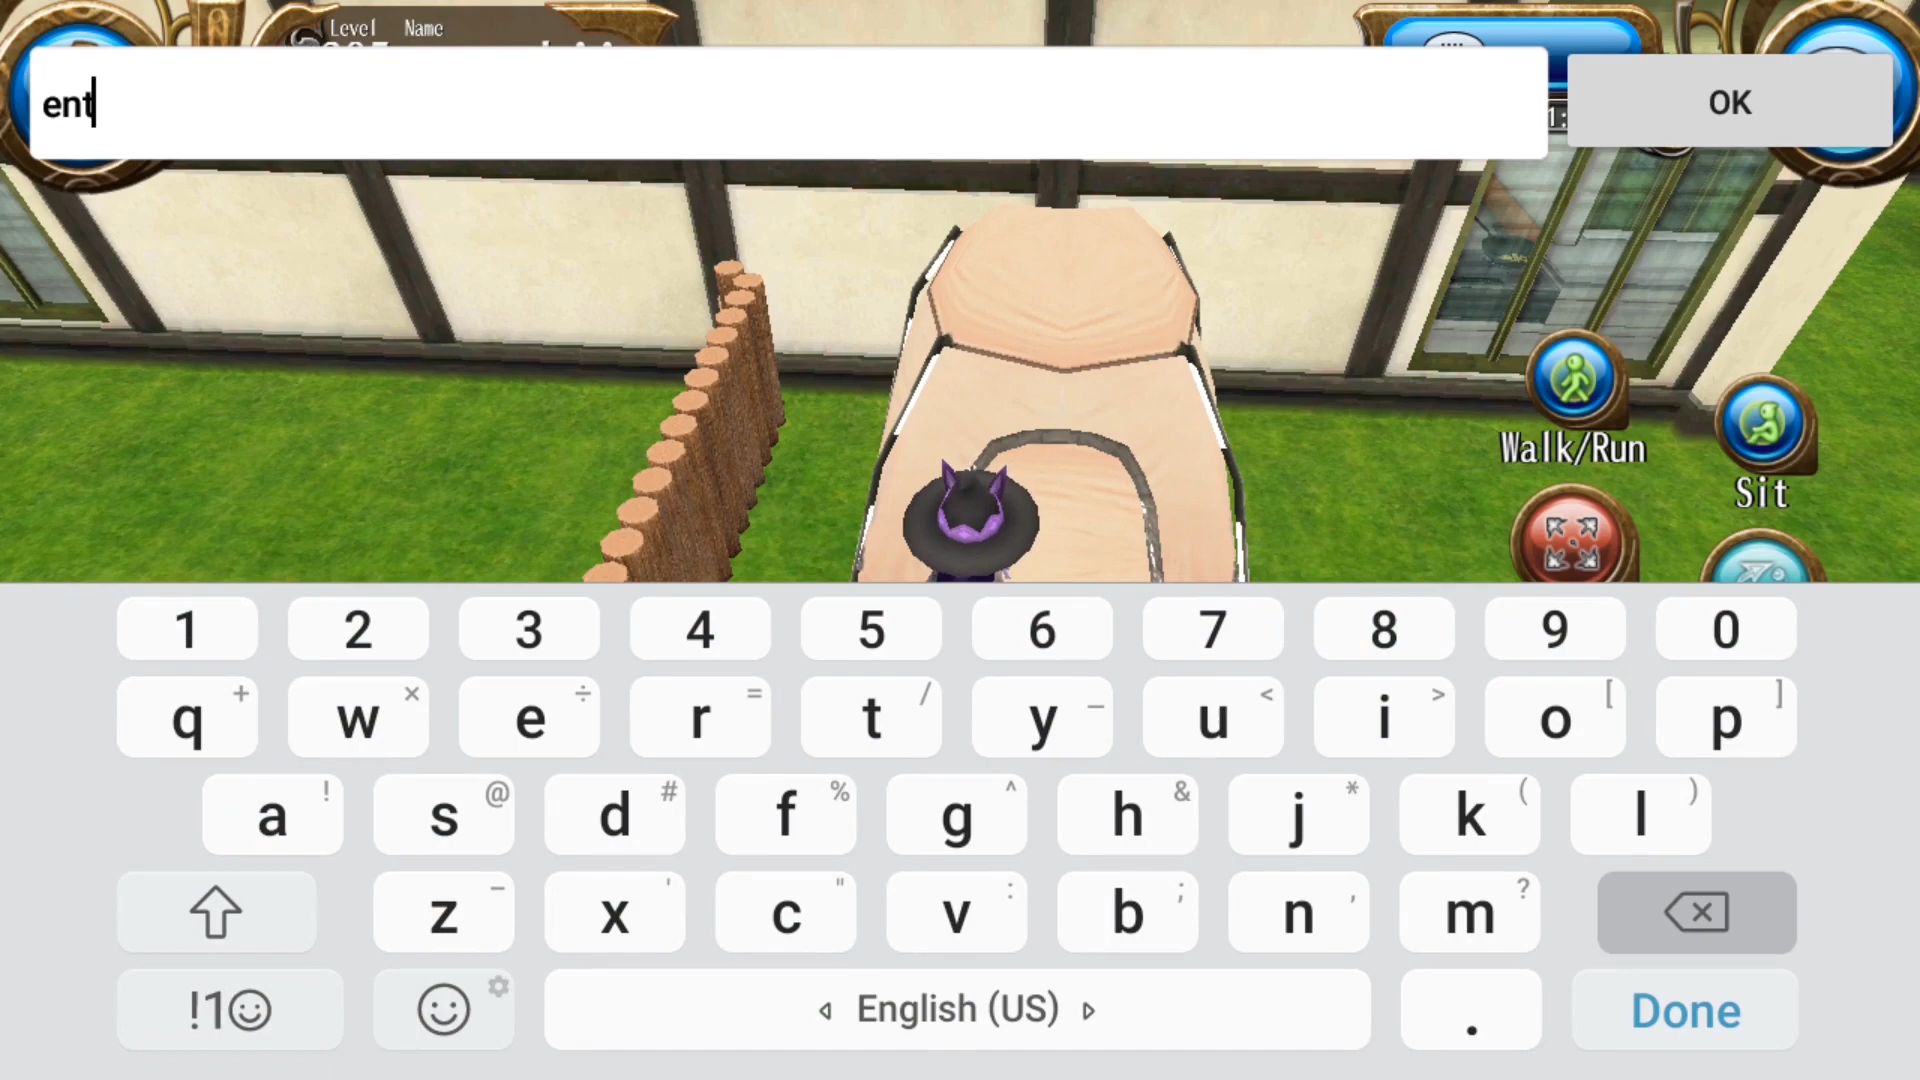 Level Name
ent
OK
Walk/Run
Sit
1 2 3 4 5 6 7 8 9 0
q + w × e ÷ r = t / y _ u < i > o [ p ]
a ! s @ d # f % g ^ h & j * k ( l )
z - x ' c " v : b ; n , m ?
!1☺ English (US) . Done